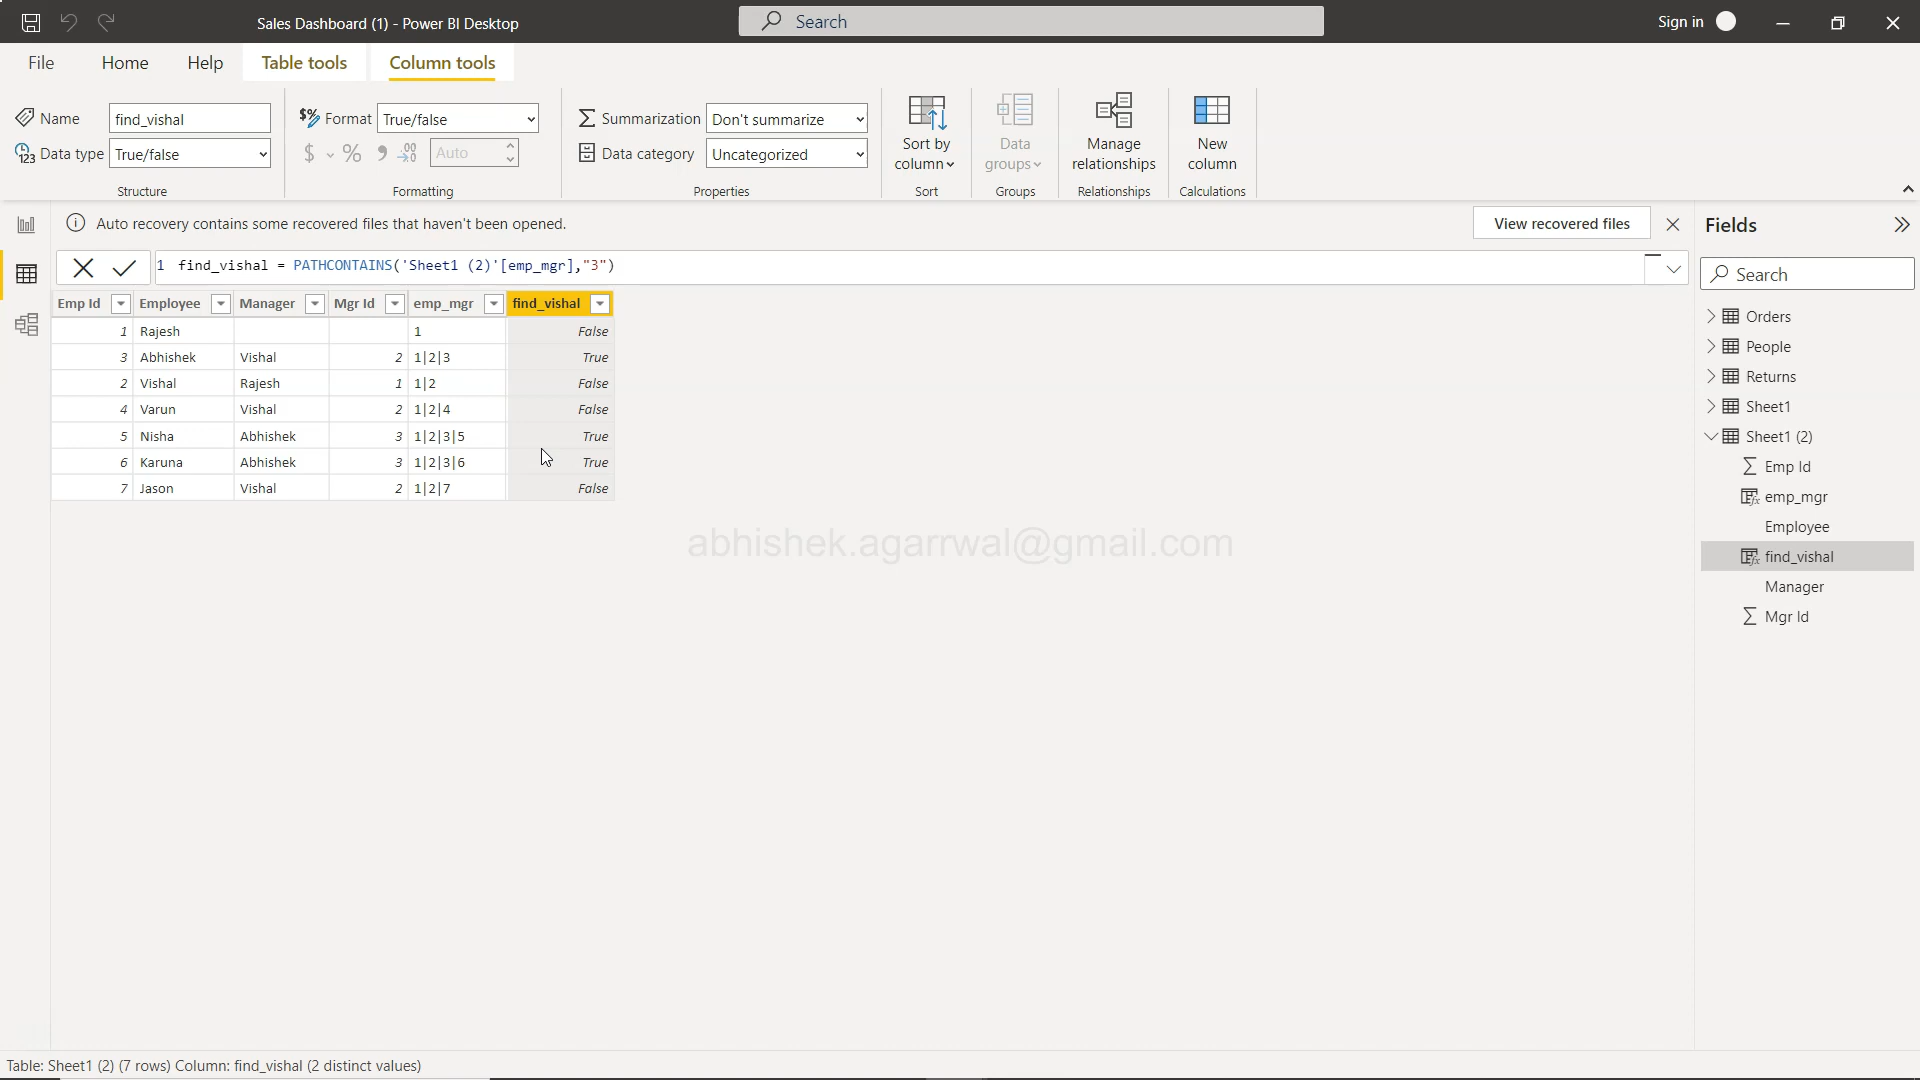 Sales Dashboard (1) - Power BI Desktop
Search
Sign in
File
Home
Help
Table tools
Column tools
Name
find_vishal
Format
True/false
Summarization
Don't summarize
Data type
True/false
$
%
Auto
Data category
Uncategorized
Sort by
column
Data
groups
Manage
relationships
New
column
Structure
Formatting
Properties
Sort
Groups
Relationships
Calculations
Auto recovery contains some recovered files that haven't been opened.
View recovered files
1 find_vishal = PATHCONTAINS('Sheet1 (2)'[emp_mgr],"3")
Emp Id Employee Manager Mgr Id emp_mgr find_vishal
1 Rajesh 1 False
3 Abhishek Vishal 2 1|2|3 True
2 Vishal Rajesh 1 1|2 False
4 Varun Vishal 2 1|2|4 False
5 Nisha Abhishek 3 1|2|3|5 True
6 Karuna Abhishek 3 1|2|3|6 True
7 Jason Vishal 2 1|2|7 False
abhishek.agarrwal@gmail.com
Fields
Search
Orders
People
Returns
Sheet1
Sheet1 (2)
Emp Id
emp_mgr
Employee
find_vishal
Manager
Mgr Id
Table: Sheet1 (2) (7 rows) Column: find_vishal (2 distinct values)